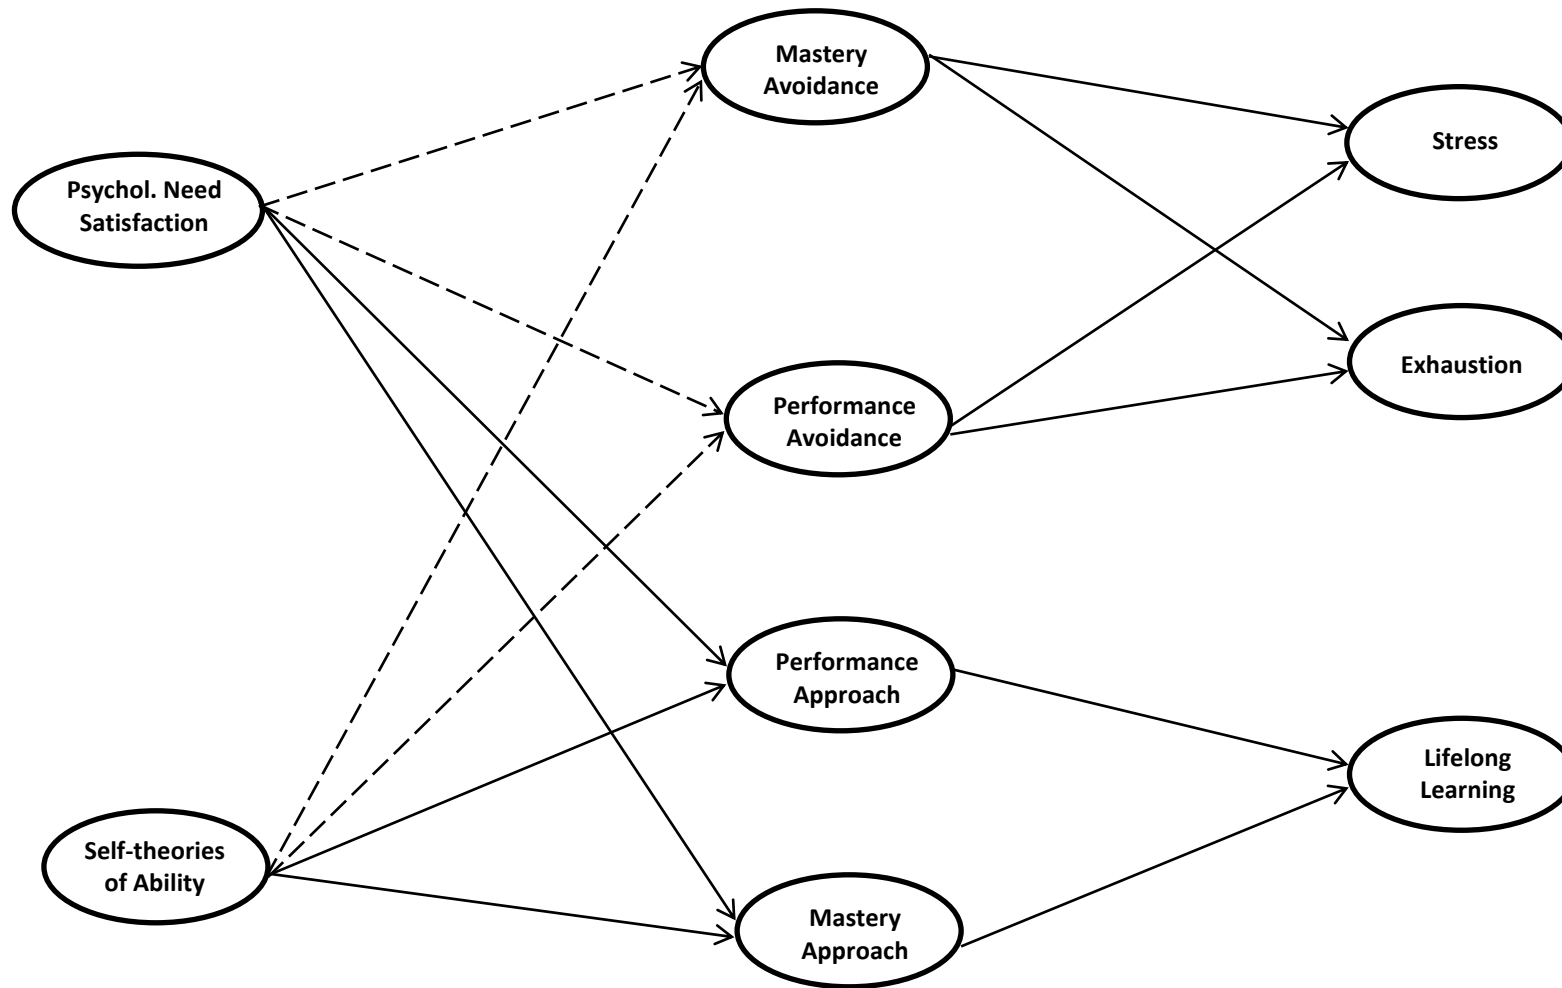 Mastery
Avoidance
Stress
Psychol. Need
Satisfaction
Exhaustion
Performance
Avoidance
Performance
Approach
Lifelong
Learning
Self-theories
of Ability
Mastery
Approach